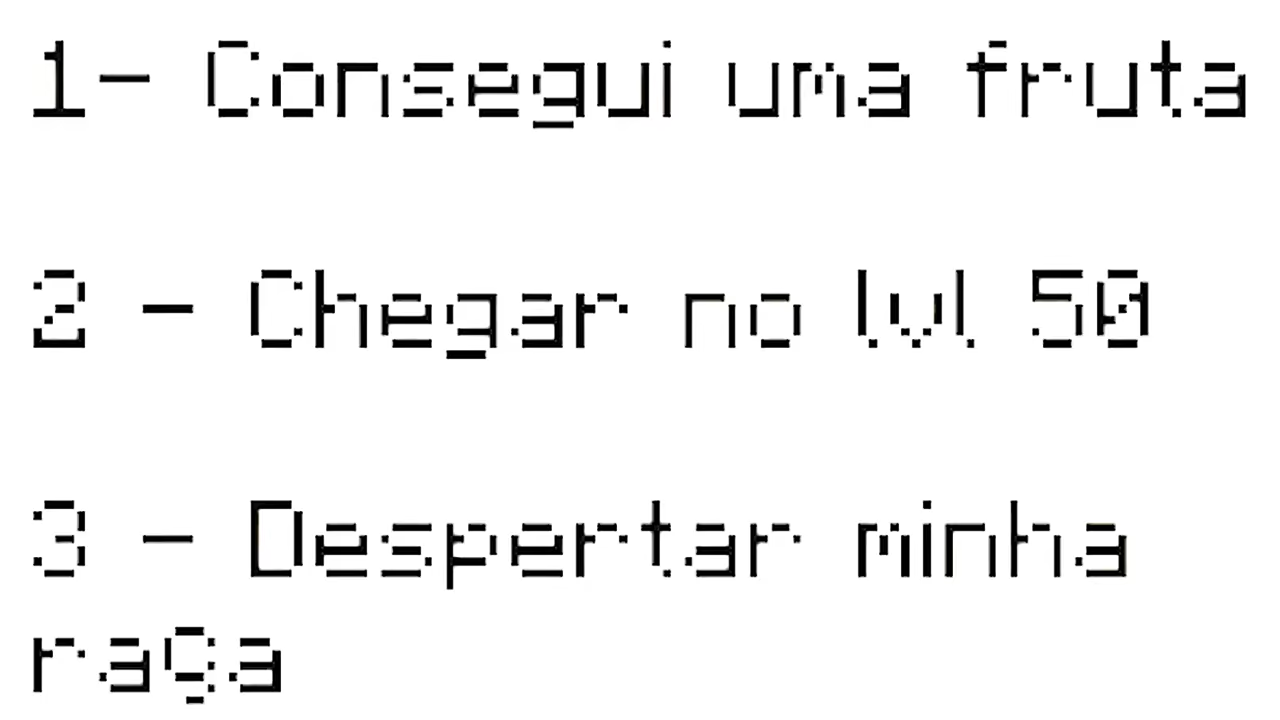 1- Consegui uma fruta
2 - Chegar no lvl 50
3 - Despertar minha
raça